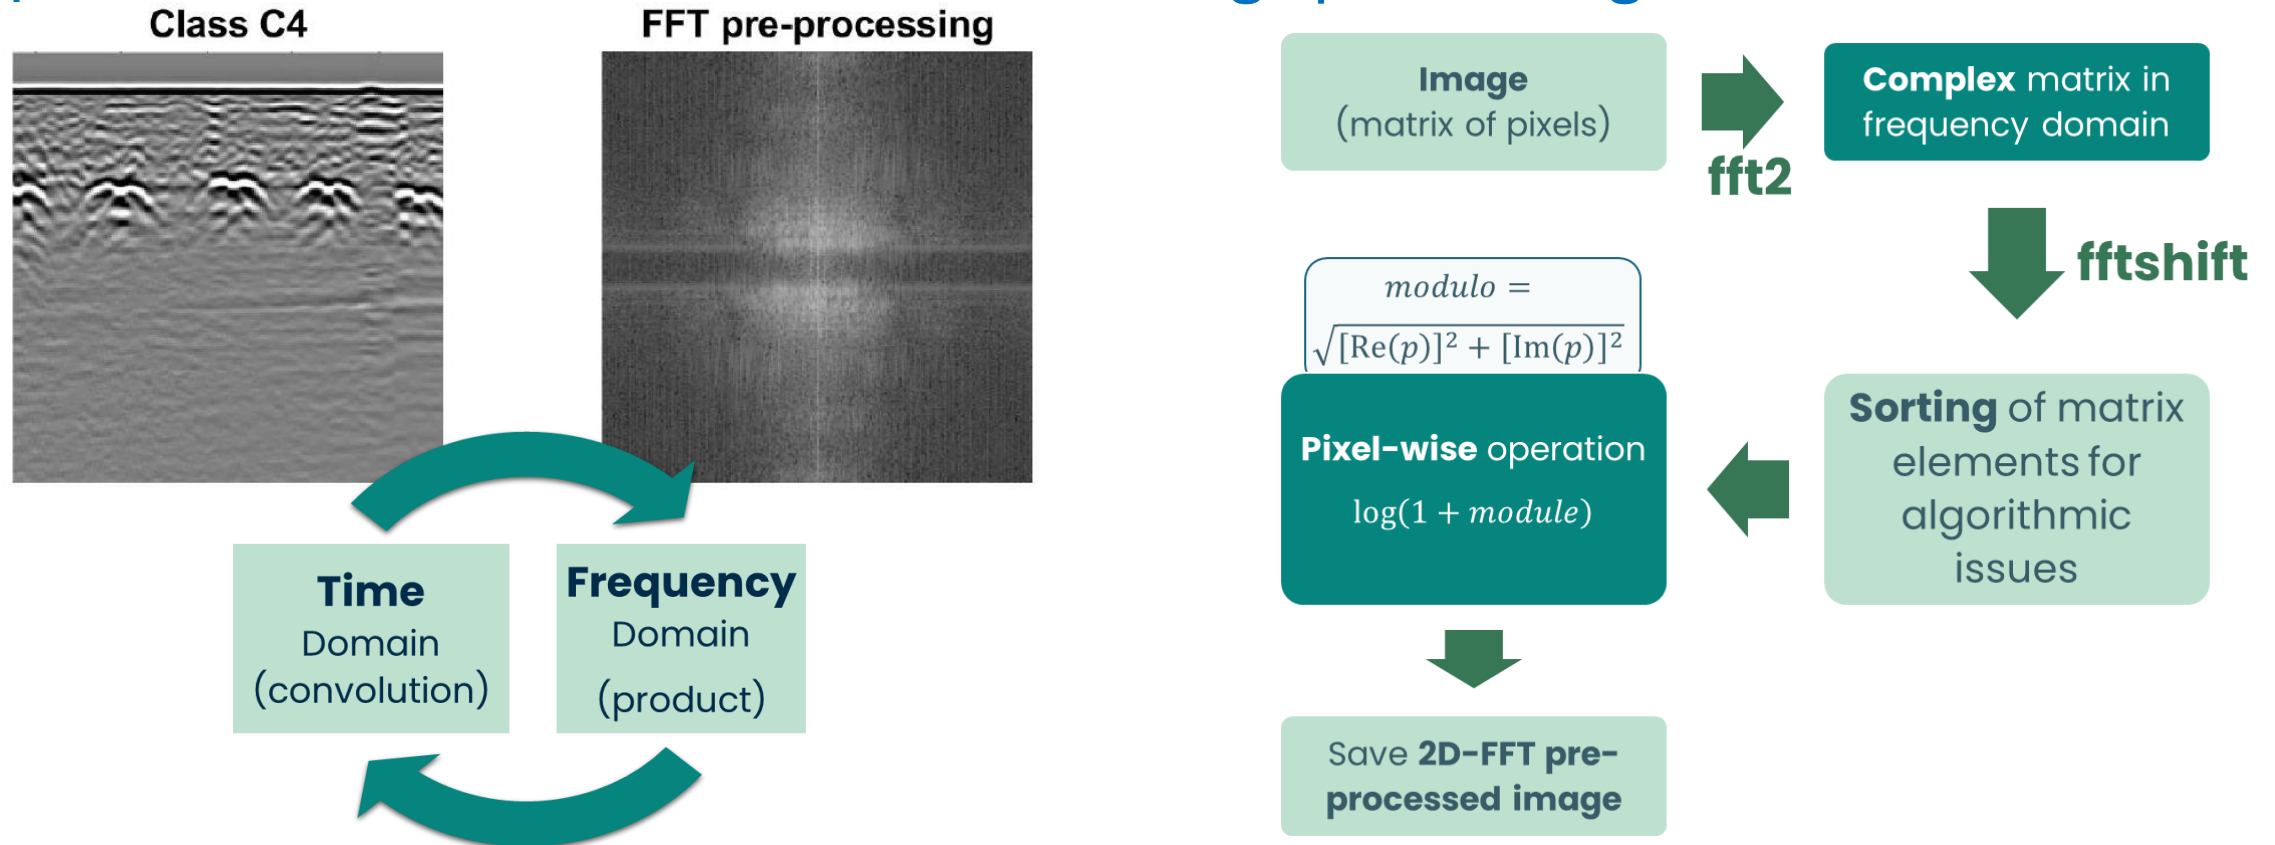 Class C4
FFT pre-processing
Time
Domain
(convolution)
Frequency
Domain
(product)
Image
(matrix of pixels)
fft2
Complex matrix in
frequency domain
fftshift
Sorting of matrix
elements for
algorithmic
issues
modulo =
√[Re(p)]² + [Im(p)]²
Pixel-wise operation
log(1 + module)
Save 2D-FFT pre-
processed image